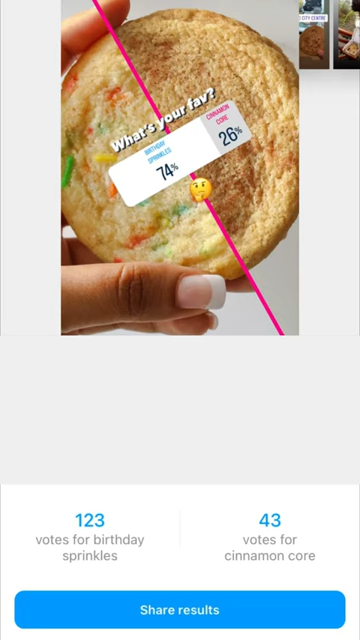 CITY CENTRE
What's your fav?
BIRTHDAY
SPRINKLES
74%
CINNAMON
CORE
26%
123
votes for birthday
sprinkles
43
votes for
cinnamon core
Share results